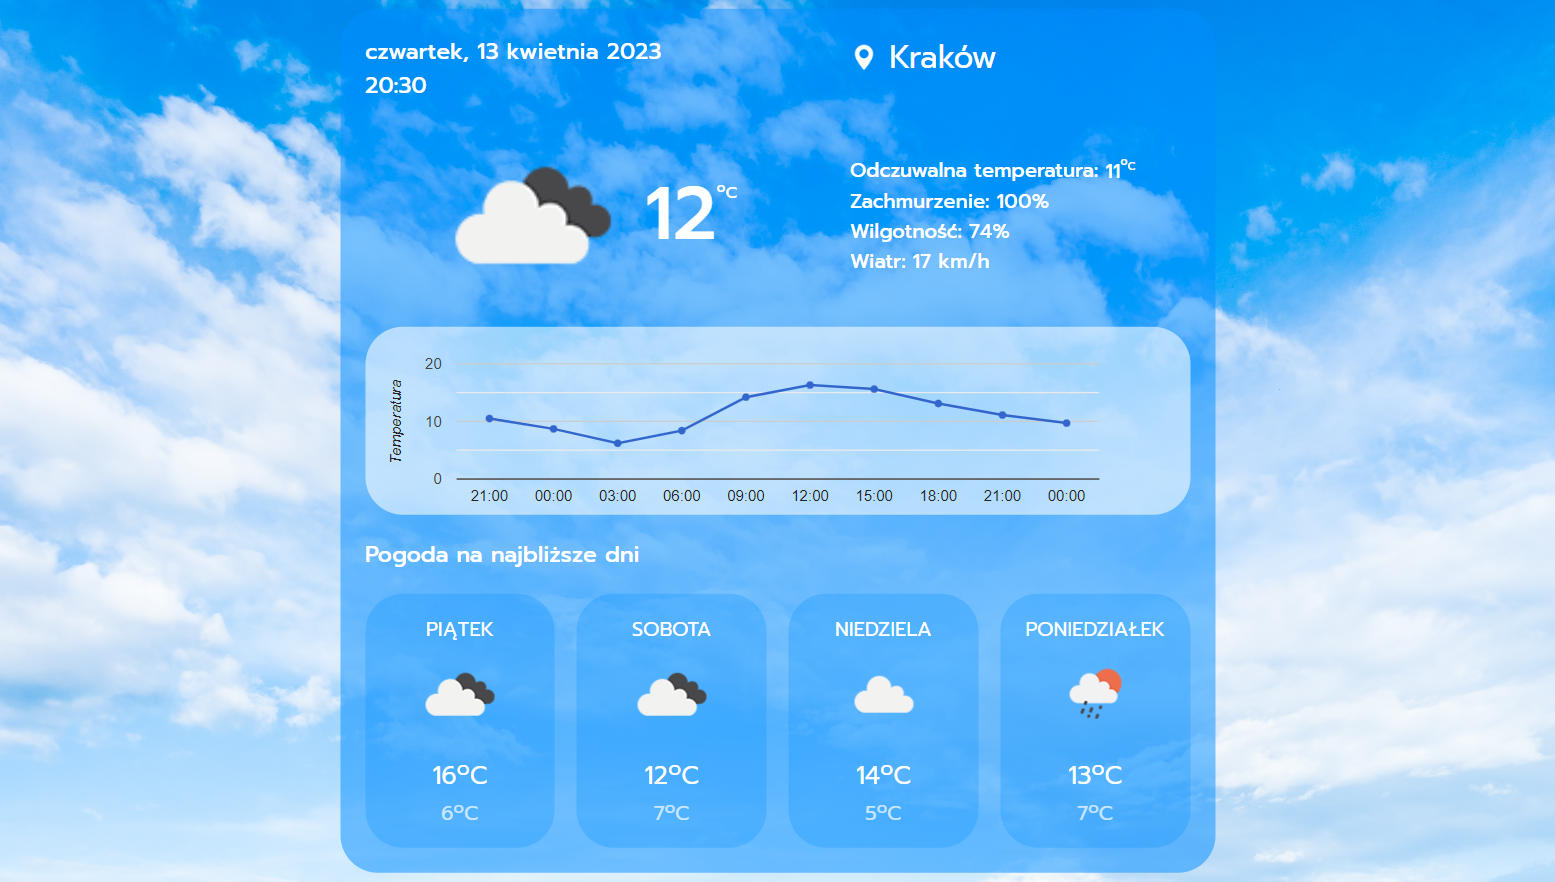 czwartek, 13 kwietnia 2023
20:30
Kraków
12°C
Odczuwalna temperatura: 11°C
Zachmurzenie: 100%
Wilgotność: 74%
Wiatr: 17 km/h
Temperatura
20
10
0
21:00 00:00 03:00 06:00 09:00 12:00 15:00 18:00 21:00 00:00
Pogoda na najbliższe dni
PIĄTEK SOBOTA NIEDZIELA PONIEDZIAŁEK
16°C 12°C 14°C 13°C
6°C 7°C 5°C 7°C